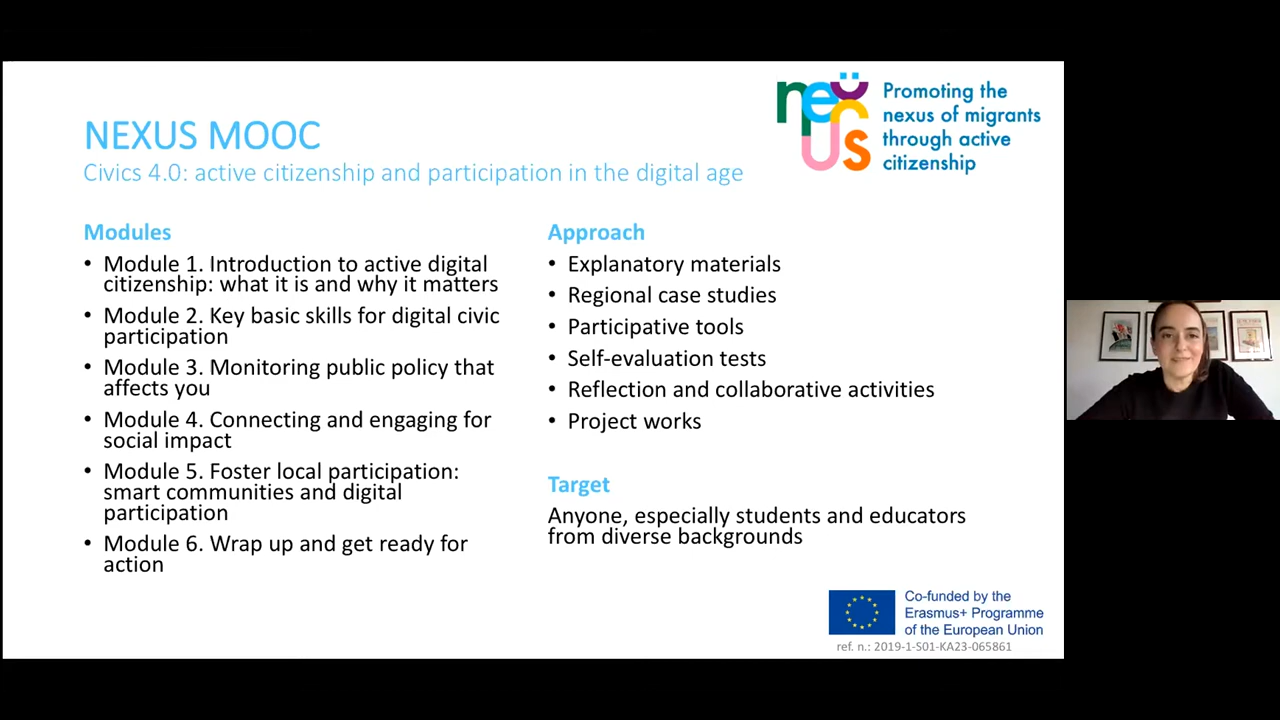 nexus
Promoting the
nexus of migrants
through active
citizenship
NEXUS MOOC
Civics 4.0: active citizenship and participation in the digital age
Modules
• Module 1. Introduction to active digital
citizenship: what it is and why it matters
• Module 2. Key basic skills for digital civic
participation
• Module 3. Monitoring public policy that
affects you
• Module 4. Connecting and engaging for
social impact
• Module 5. Foster local participation:
smart communities and digital
participation
• Module 6. Wrap up and get ready for
action
Approach
• Explanatory materials
• Regional case studies
• Participative tools
• Self-evaluation tests
• Reflection and collaborative activities
• Project works
Target
Anyone, especially students and educators
from diverse backgrounds
Co-funded by the
Erasmus+ Programme
of the European Union
ref. n.: 2019-1-S01-KA23-065861